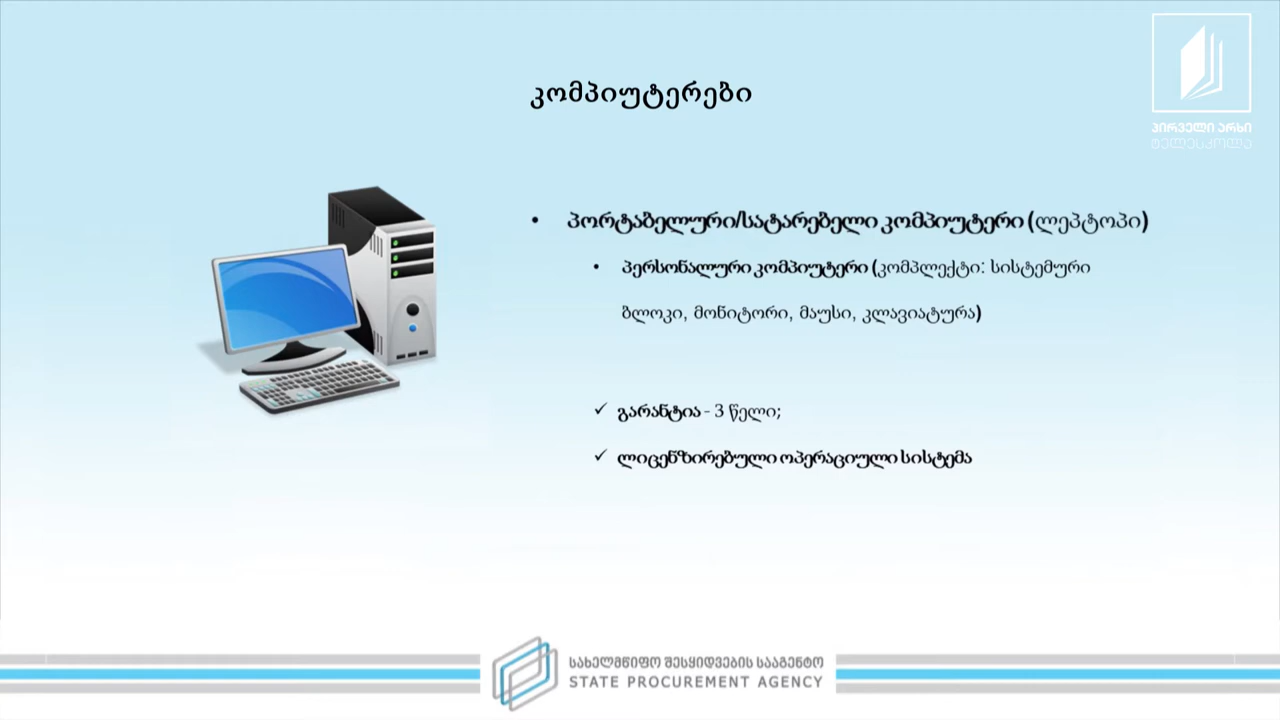 კომპიუტერები
პირველი არხი
ტელესკოლა
• პორტაბელური/სატარებელი კომპიუტერი (ლეპტოპი)
• პერსონალური კომპიუტერი (კომპლექტი: სისტემური
ბლოკი, მონიტორი, მაუსი, კლავიატურა)
✓ გარანტია - 3 წელი;
✓ ლიცენზირებული ოპერაციული სისტემა
სახელმწიფო შესყიდვების სააგენტო
STATE PROCUREMENT AGENCY